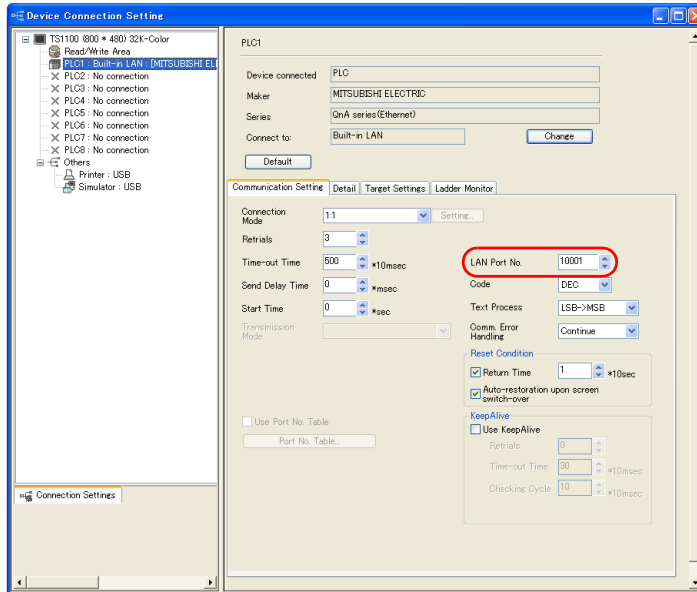 Device Connection Setting
TS1100 (800 * 480) 32K-Color
Read/Write Area
PLC1 : Built-in LAN : [MITSUBISHI EL
PLC2 : No connection
PLC3 : No connection
PLC4 : No connection
PLC5 : No connection
PLC6 : No connection
PLC7 : No connection
PLC8 : No connection
Others
Printer : USB
Simulator : USB
Connection Settings
PLC1
Device connected PLC
Maker MITSUBISHI ELECTRIC
Series QnA series(Ethernet)
Connect to: Built-in LAN Change
Default
Communication Setting Detail Target Settings Ladder Monitor
Connection Mode 1:1 Setting...
Retrials 3
Time-out Time 500 *10msec
Send Delay Time 0 *msec
Start Time 0 *sec
Transmission Mode
Use Port No. Table
Port No. Table..
LAN Port No. 10001
Code DEC
Text Process LSB->MSB
Comm. Error Handling Continue
Reset Condition
Return Time 1 *10sec
Auto-restoration upon screen
switch-over
KeepAlive
Use KeepAlive
Retrials 0
Time-out Time 30 *10msec
Checking Cycle 10 *10msec